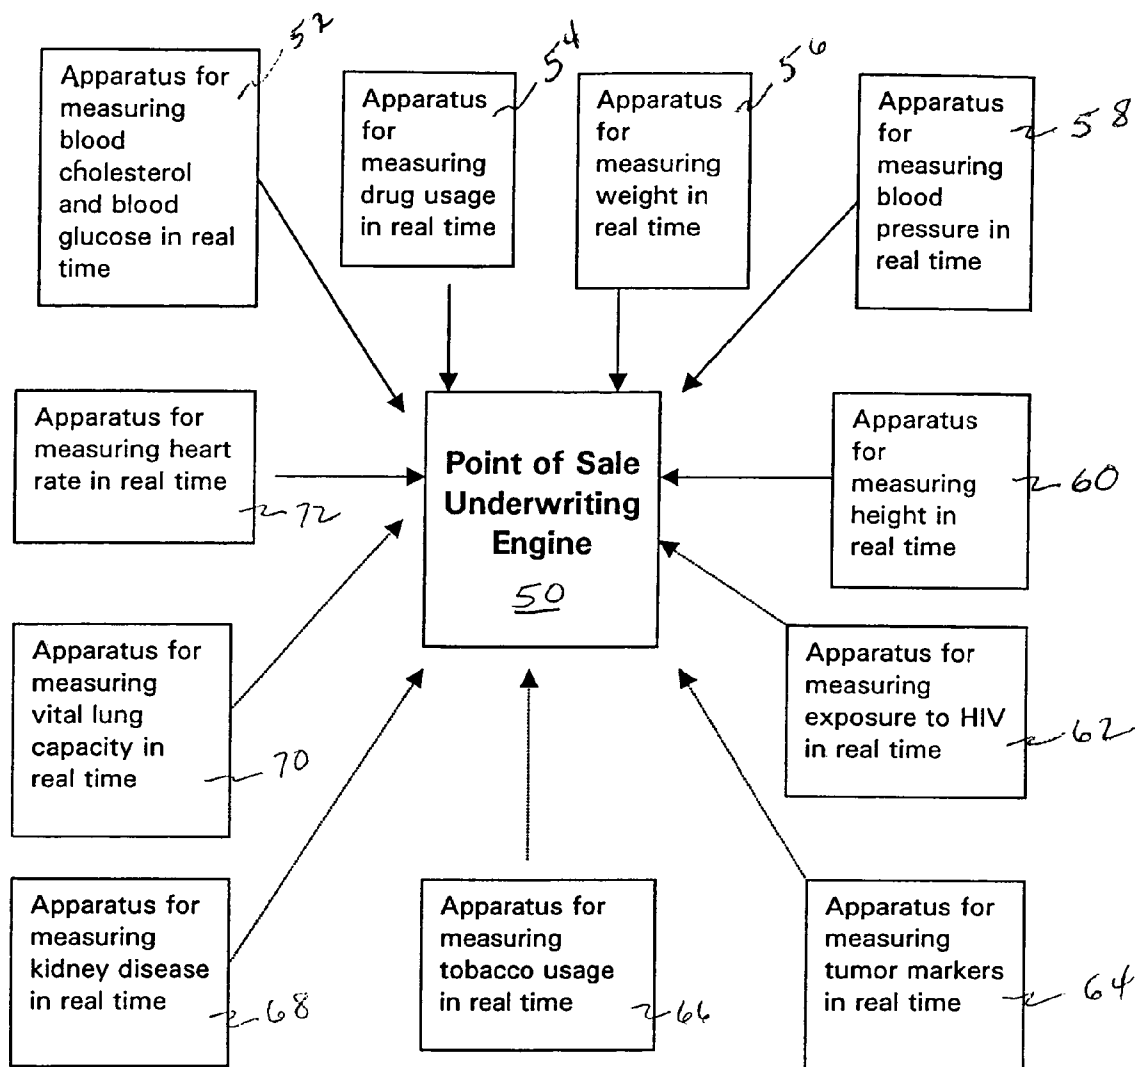 52
Apparatus for
measuring
blood
cholesterol
and blood
glucose in real
time
54
Apparatus
for
measuring
drug usage
in real time
56
Apparatus
for
measuring
weight in
real time
58
Apparatus
for
measuring
blood
pressure in
real time
Apparatus for
measuring heart
rate in real time
72
Point of Sale
Underwriting
Engine
50
Apparatus
for
measuring
height in
real time
60
Apparatus for
measuring
vital lung
capacity in
real time
70
Apparatus for
measuring
exposure to HIV
in real time
62
Apparatus for
measuring
kidney disease
in real time
68
Apparatus for
measuring
tobacco usage
in real time
66
Apparatus for
measuring
tumor markers
in real time
64